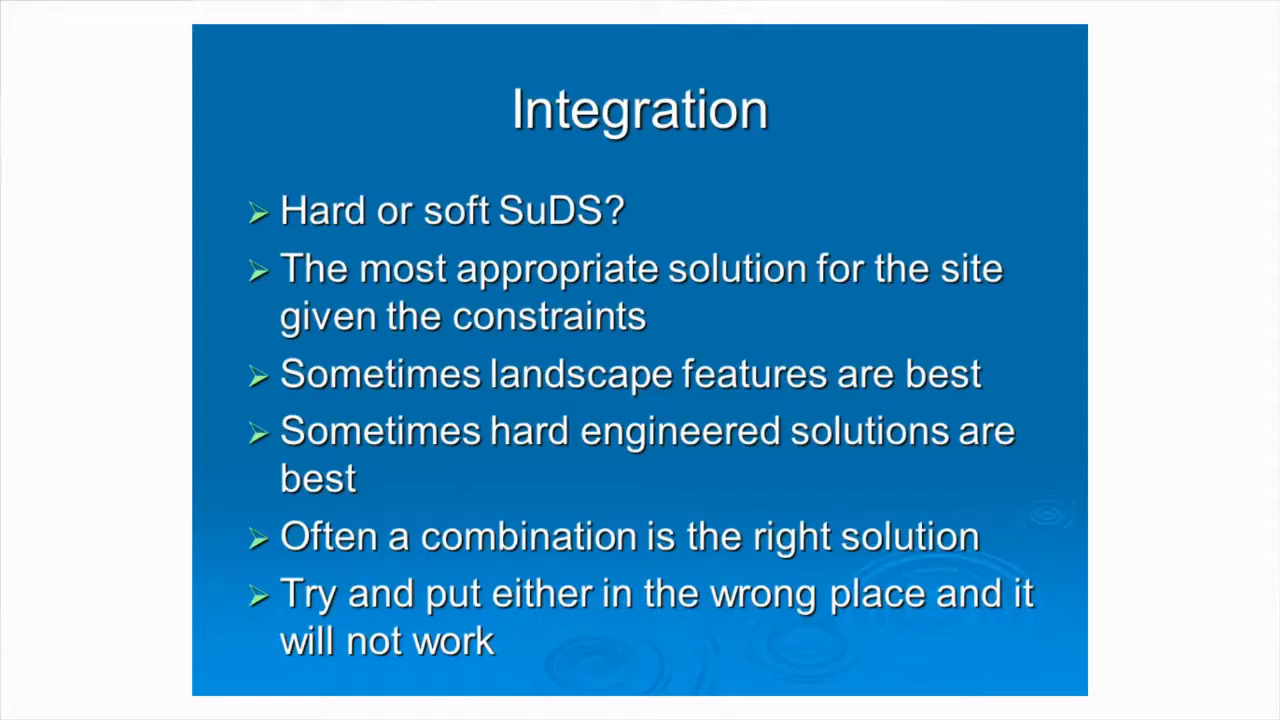 Integration
Hard or soft SuDS?
The most appropriate solution for the site
given the constraints
Sometimes landscape features are best
Sometimes hard engineered solutions are
best
Often a combination is the right solution
Try and put either in the wrong place and it
will not work